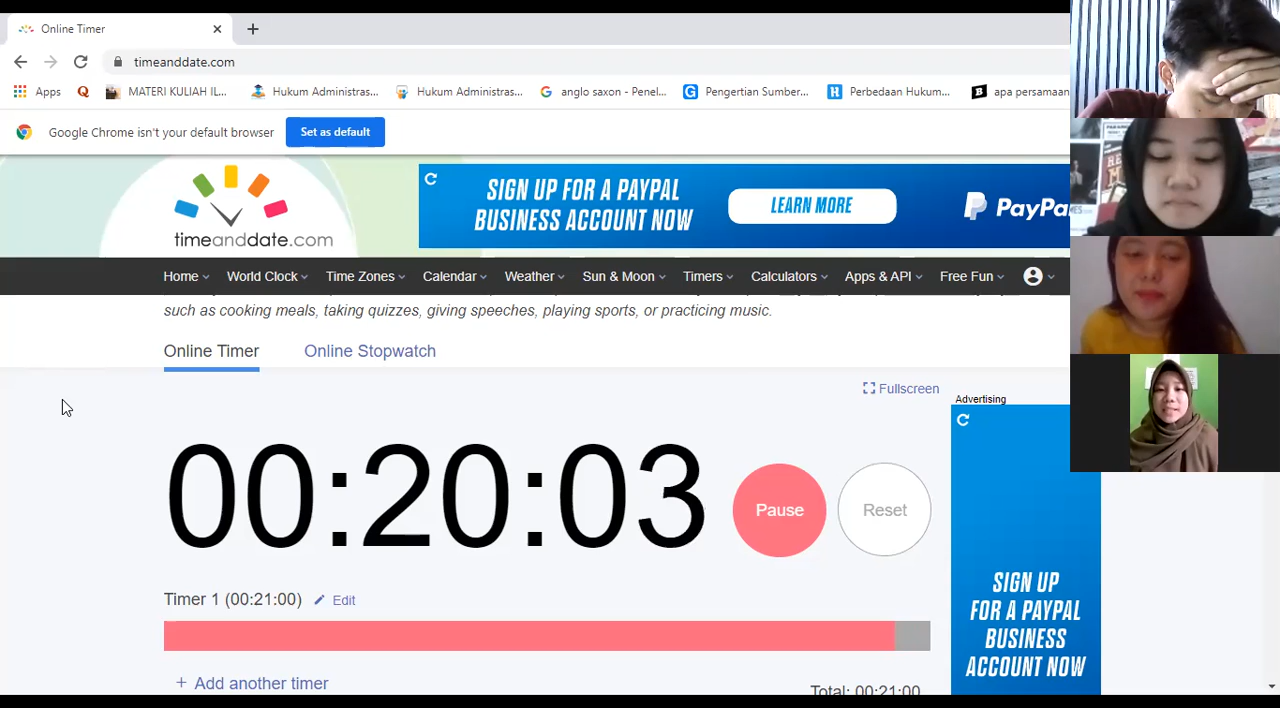 Online Timer
timeanddate.com
Apps
MATERI KULIAH IL...
Hukum Administras...
Hukum Administras...
anglo saxon - Penel...
Pengertian Sumber...
Perbedaan Hukum...
apa persamaan
Google Chrome isn't your default browser
Set as default
timeanddate.com
SIGN UP FOR A PAYPAL
BUSINESS ACCOUNT NOW
LEARN MORE
PayPa
Home
World Clock
Time Zones
Calendar
Weather
Sun & Moon
Timers
Calculators
Apps & API
Free Fun
such as cooking meals, taking quizzes, giving speeches, playing sports, or practicing music.
Online Timer
Online Stopwatch
Fullscreen
Advertising
00:20:03
Pause
Reset
Timer 1 (00:21:00)
Edit
+ Add another timer
Total: 00:21:00
SIGN UP
FOR A PAYPAL
BUSINESS
ACCOUNT NOW